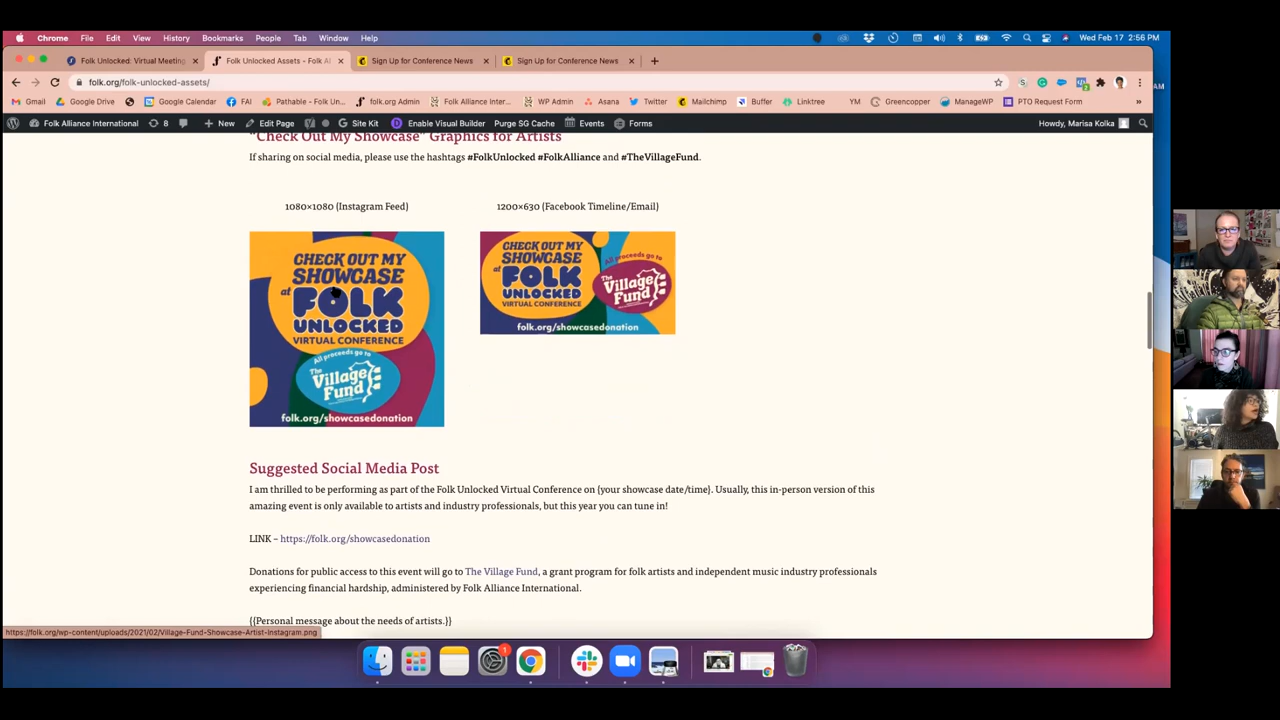 Chrome File Edit View History Bookmarks People Tab Window Help Wed Feb 17 2:56 PM
Folk Unlocked: Virtual Meeting Folk Unlocked Assets - Folk Al Sign Up for Conference News Sign Up for Conference News
folk.org/folk-unlocked-assets/
Gmail Google Drive Google Calendar FAI Pathable - Folk Un... folk.org Admin Folk Alliance Inter... WP Admin Asana Twitter Mailchimp Buffer Linktree YM Greencopper ManageWP PTO Request Form » AM
Folk Alliance International 8 New Edit Page Site Kit Enable Visual Builder Purge SG Cache Events Forms Howdy, Marisa Kolka
"Check Out My Showcase" Graphics for Artists
If sharing on social media, please use the hashtags #FolkUnlocked #FolkAlliance and #TheVillageFund.
1080×1080 (Instagram Feed) 1200×630 (Facebook Timeline/Email)
CHECK OUT MY
SHOWCASE
at FOLK
UNLOCKED
VIRTUAL CONFERENCE
All proceeds go to
The Village Fund
folk.org/showcasedonation
CHECK OUT MY
SHOWCASE
at FOLK
UNLOCKED
VIRTUAL CONFERENCE
All proceeds go to
The Village Fund
folk.org/showcasedonation
Suggested Social Media Post
I am thrilled to be performing as part of the Folk Unlocked Virtual Conference on {your showcase date/time}. Usually, this in-person version of this
amazing event is only available to artists and industry professionals, but this year you can tune in!
LINK – https://folk.org/showcasedonation
Donations for public access to this event will go to The Village Fund, a grant program for folk artists and independent music industry professionals
experiencing financial hardship, administered by Folk Alliance International.
{{Personal message about the needs of artists.}}
https://folk.org/wp-content/uploads/2021/02/Village-Fund-Showcase-Artist-Instagram.png
1